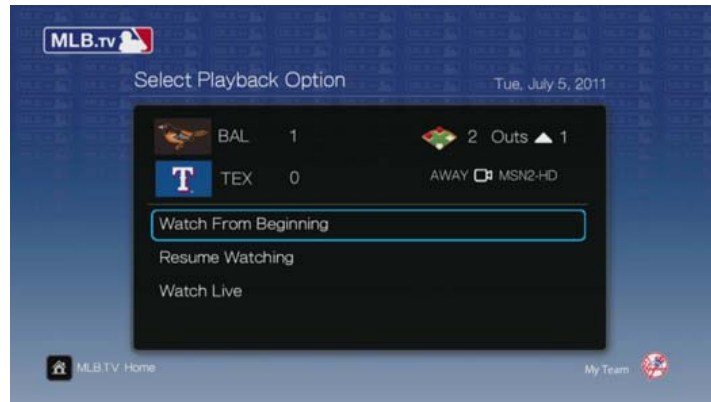 MLB.TV
Select Playback Option
Tue, July 5, 2011
BAL 1
2 Outs 1
T TEX 0
AWAY MSN2-HD
Watch From Beginning
Resume Watching
Watch Live
MLB.TV Home
My Team